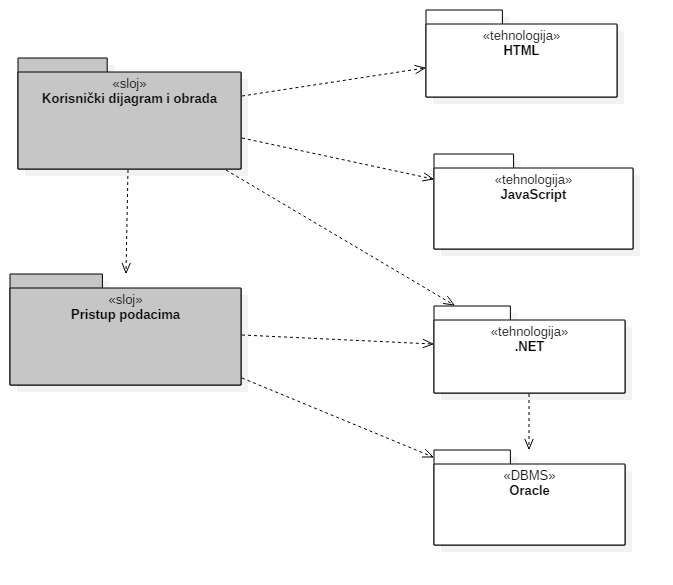 «tehnologija»
HTML
«sloj»
Korisnički dijagram i obrada
«tehnologija»
JavaScript
«sloj»
Pristup podacima
«tehnologija»
.NET
«DBMS»
Oracle